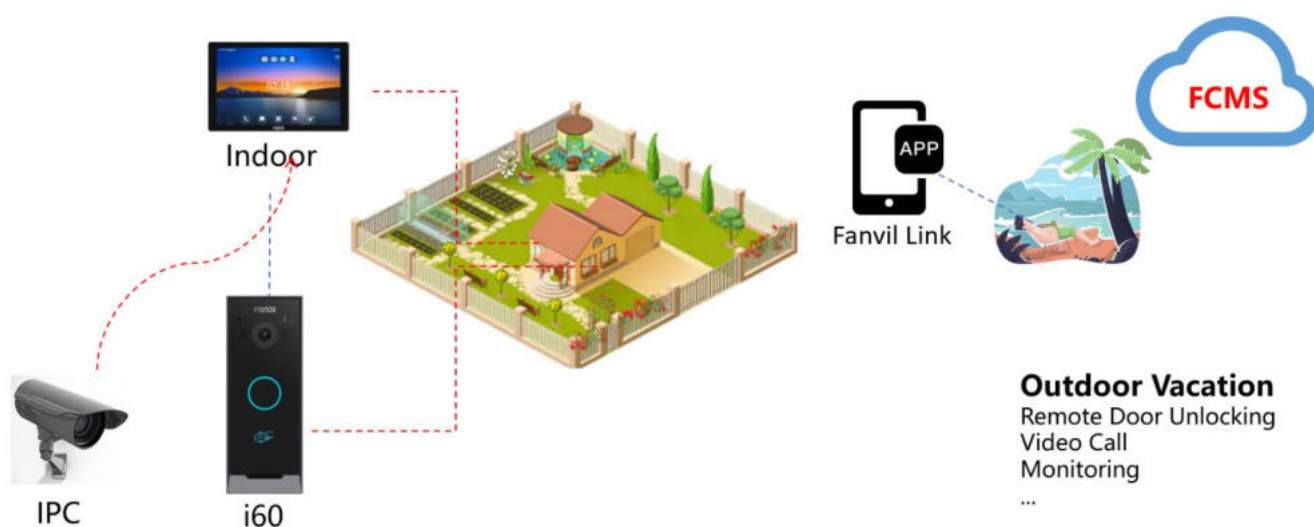 FCMS
Indoor
APP
Fanvil Link
IPC
i60
Outdoor Vacation
Remote Door Unlocking
Video Call
Monitoring
...